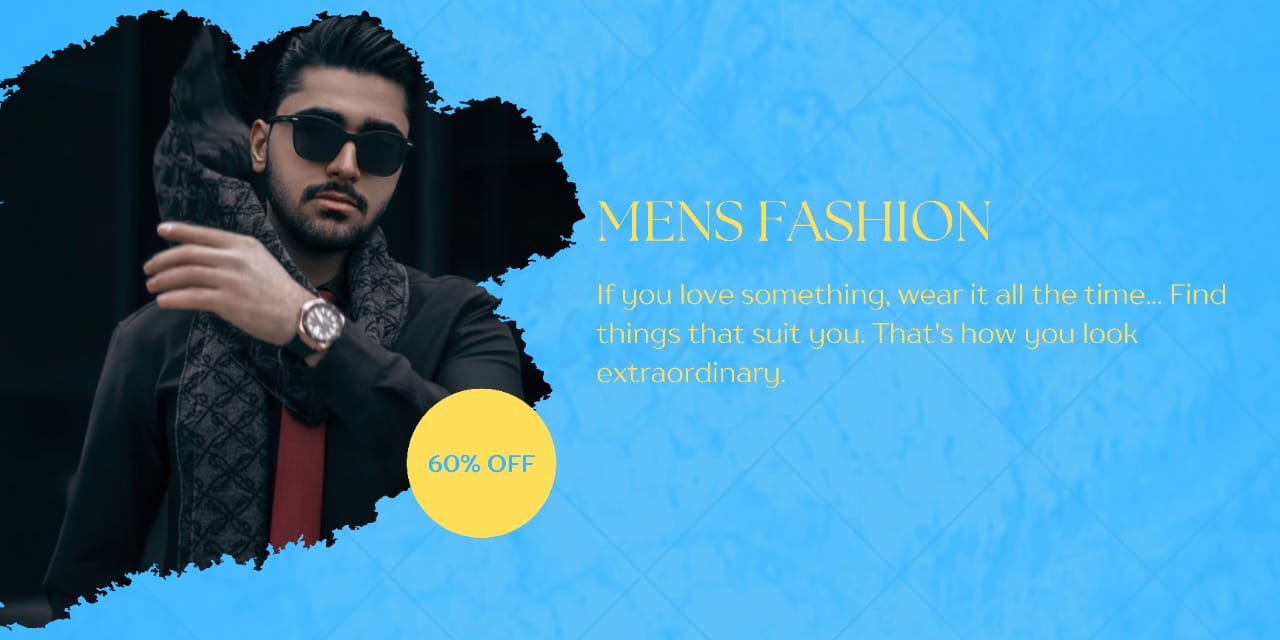 MENS FASHION
If you love something, wear it all the time... Find
things that suit you. That's how you look
extraordinary.
60% OFF